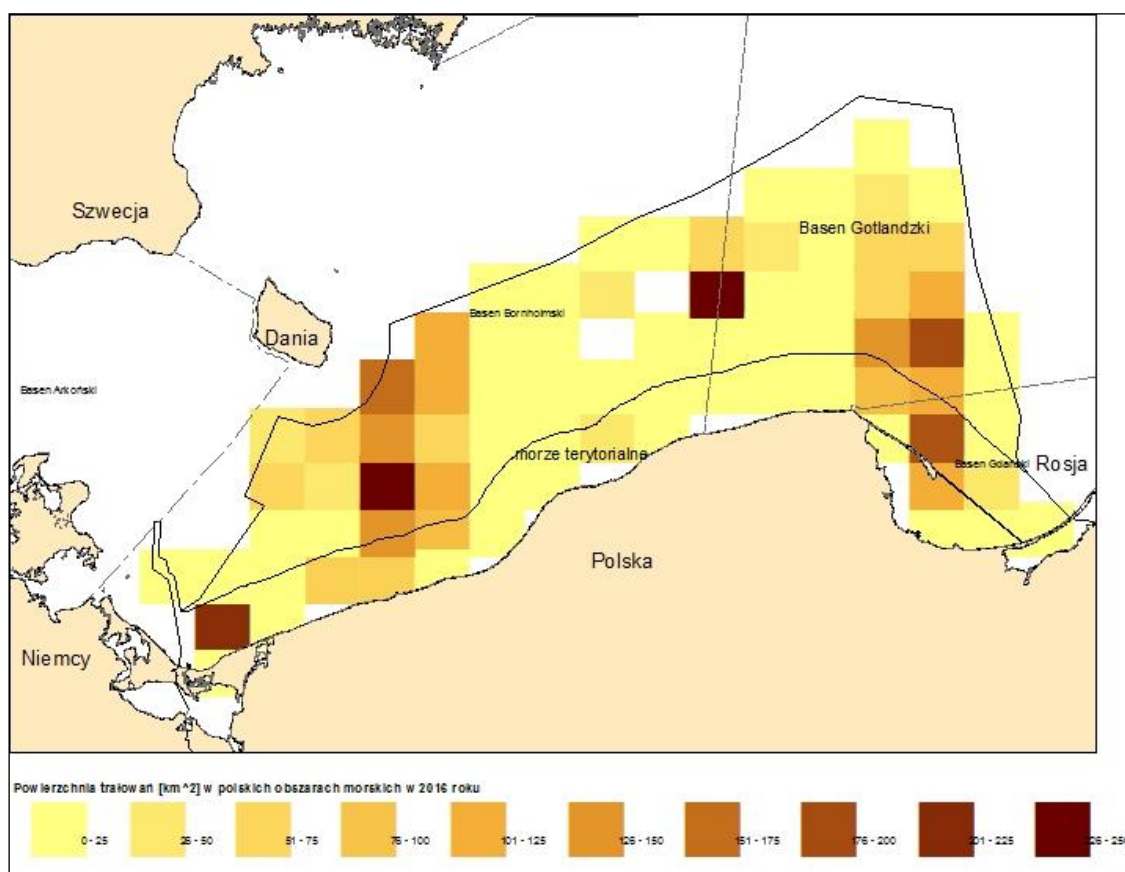 Szwecja
Basen Gotlandzki
Basen Bornholmski
Dania
Basen Arkoński
morze terytorialne
Basen Gdański
Rosja
Polska
Niemcy
Powierzchnia trałowań [km^2] w polskich obszarach morskich w 2016 roku
0 - 25
26 - 50
51 - 75
76 - 100
101 - 125
126 - 150
151 - 175
176 - 200
201 - 225